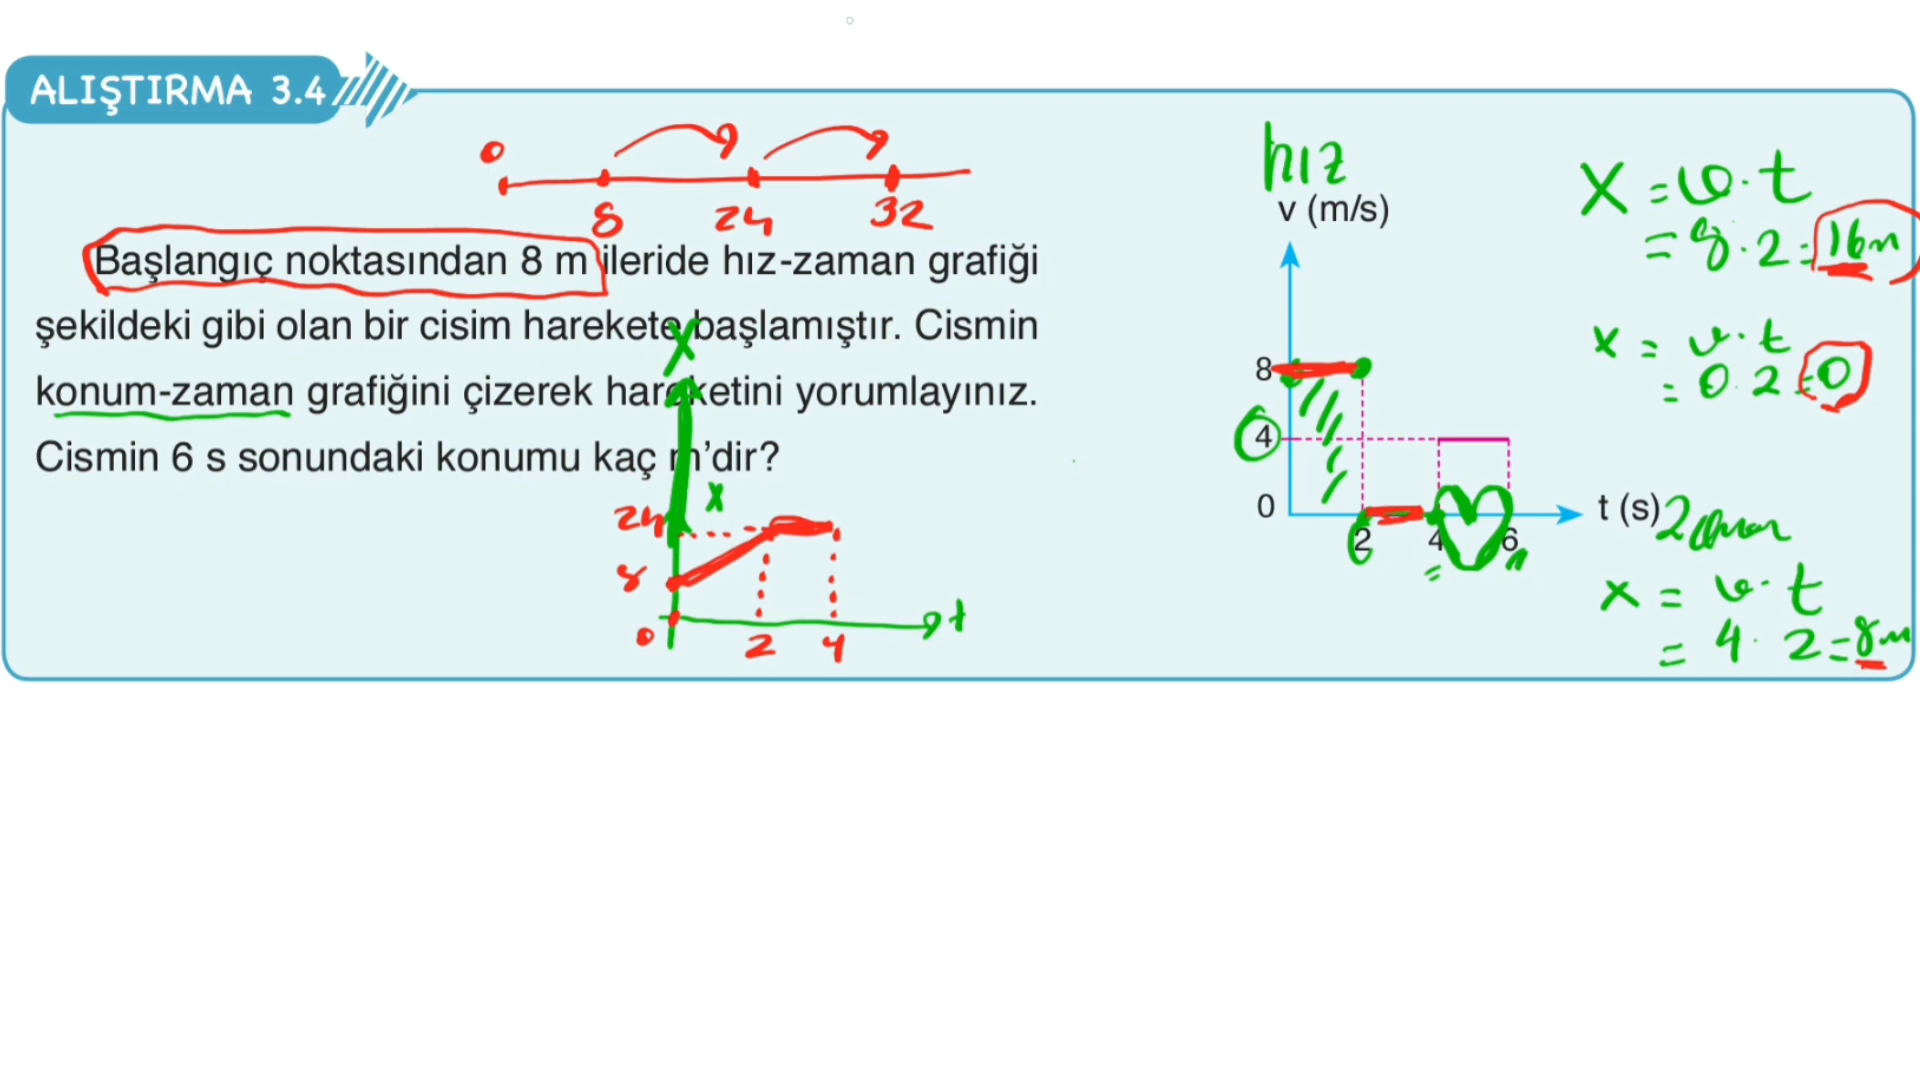 ALIŞTIRMA 3.4
0
8 24 32
Başlangıç noktasından 8 m ileride hız-zaman grafiği
şekildeki gibi olan bir cisim harekete başlamıştır. Cismin
konum-zaman grafiğini çizerek hareketini yorumlayınız.
Cismin 6 s sonundaki konumu kaç m’dir?
X
x
24
8
0
2 4
t
hız
v (m/s)
8
4
0
2 4 6
t (s)
X = v . t
= 8 . 2 = 16m
x = v . t
= 0 . 2 = 0
x = v . t
= 4 . 2 = 8m